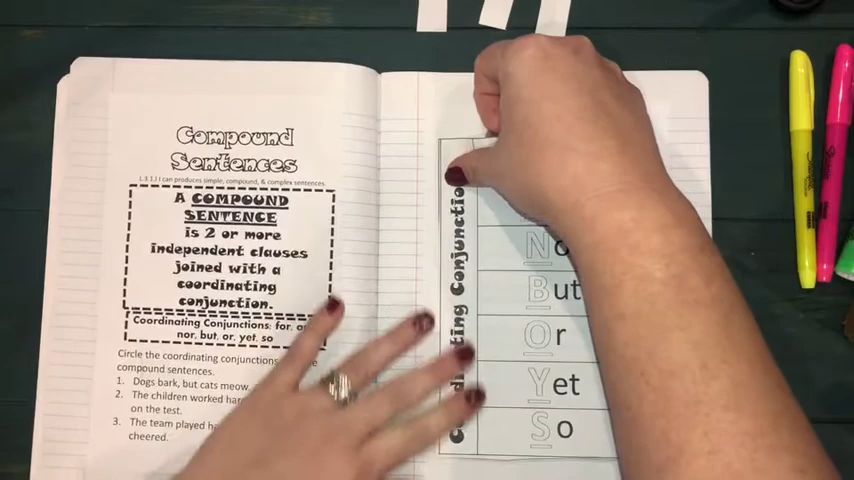 Compound
Sentences
L.3.1.I I can produces simple, compound, & complex sentences.
A COMPOUND
SENTENCE
is 2 or more
independent clauses
joined with a
coordinating
conjunction.
Coordinating Conjunctions: for,
nor, but, or, yet, so
Circle the coordinating conjunctions
compound sentences.
1. Dogs bark, but cats meow.
2. The children worked har
on the test.
3. The team played
cheered.
ting Conjunctio
No
But
Or
Yet
So
Sharpie